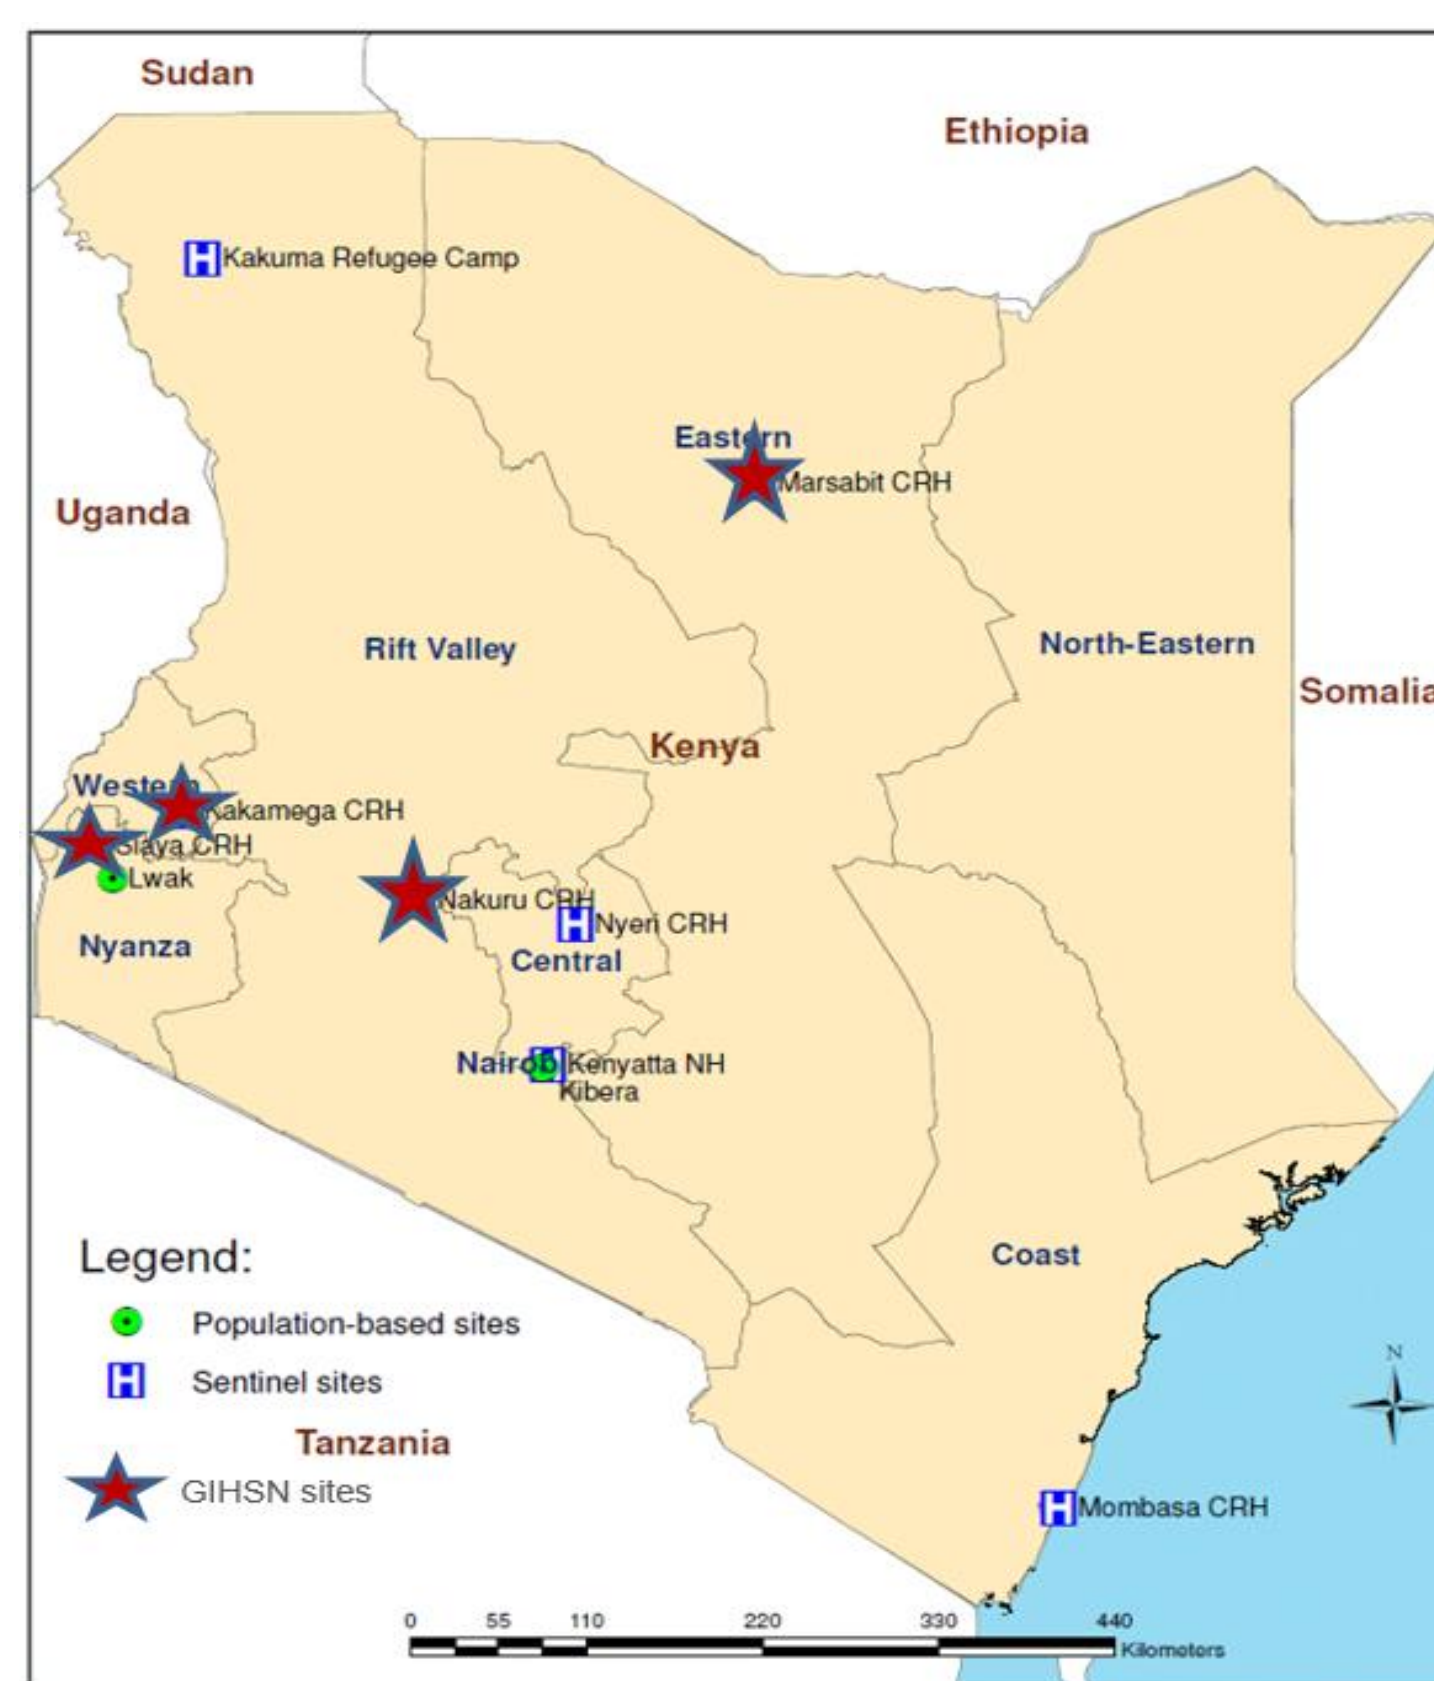 Sudan
Ethiopia
Kakuma Refugee Camp
Eastern
Marsabit CRH
Uganda
Rift Valley
North-Eastern
Somalia
Kenya
Western
Kakamega CRH
Siaya CRH
Lwak
Nakuru CRH
Nyeri CRH
Nyanza
Central
Nairobi
Kenyatta NH
Kibera
Legend:
Coast
Population-based sites
Sentinel sites
N
Tanzania
GIHSN sites
Mombasa CRH
0 55 110 220 330 440
Kilometers